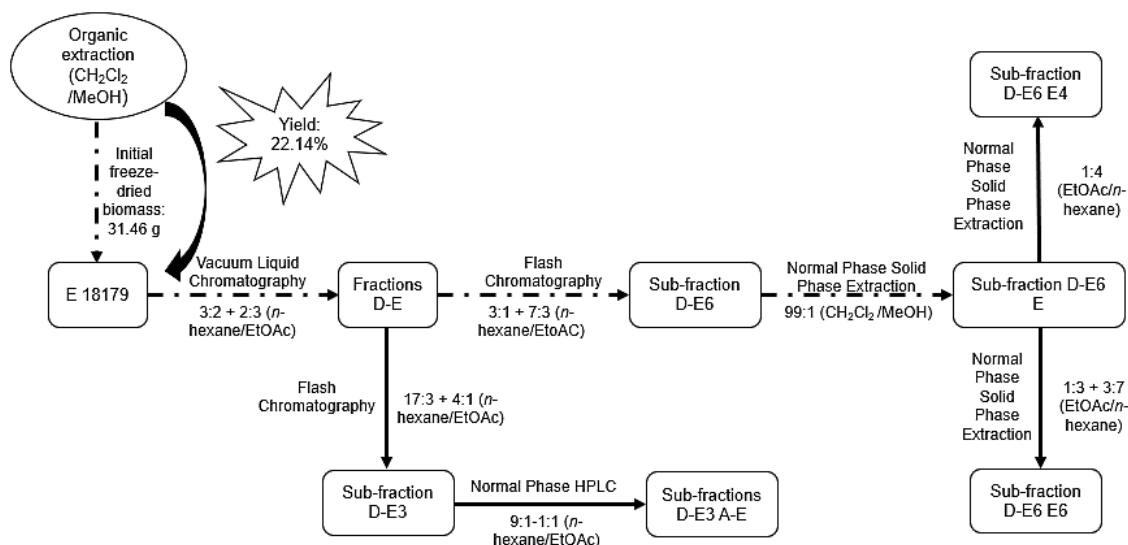 Organic
extraction
(CH₂Cl₂
/MeOH)
Yield:
22.14%
Initial
freeze-
dried
biomass:
31.46 g
E 18179
Vacuum Liquid
Chromatography
3:2 + 2:3 (n-
hexane/EtOAc)
Fractions
D-E
Flash
Chromatography
3:1 + 7:3 (n-
hexane/EtoAC)
Sub-fraction
D-E6
Normal Phase Solid
Phase Extraction
99:1 (CH₂Cl₂ /MeOH)
Sub-fraction D-E6
E
Normal
Phase
Solid
Phase
Extraction
1:4
(EtOAc/n-
hexane)
Sub-fraction
D-E6 E4
Normal
Phase
Solid
Phase
Extraction
1:3 + 3:7
(EtOAc/n-
hexane)
Sub-fraction
D-E6 E6
Flash
Chromatography
17:3 + 4:1 (n-
hexane/EtOAc)
Sub-fraction
D-E3
Normal Phase HPLC
9:1-1:1 (n-
hexane/EtOAc)
Sub-fractions
D-E3 A-E